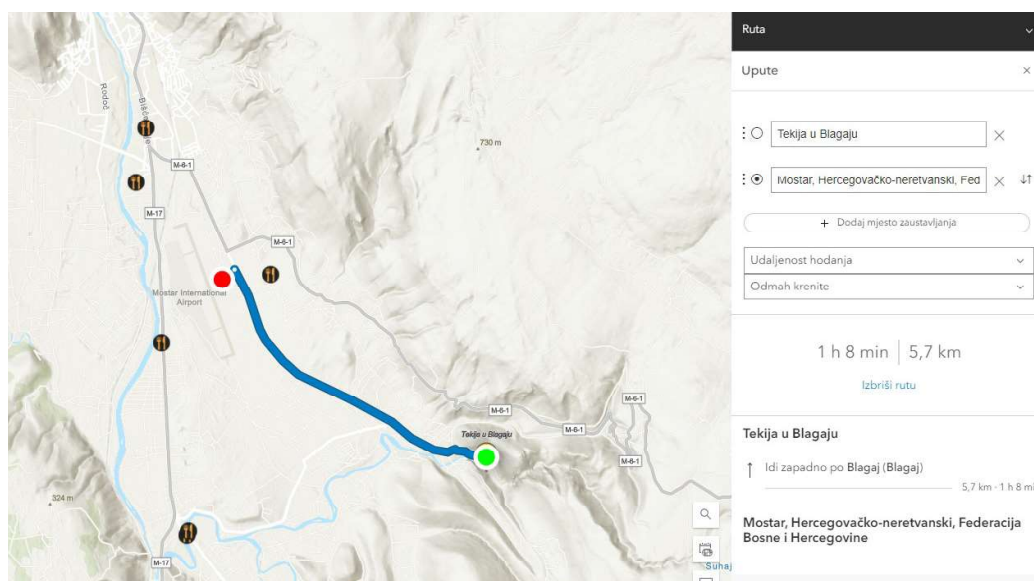 Ruta
Upute
Tekija u Blagaju
Mostar, Hercegovačko-neretvanski, Fed
+ Dodaj mjesto zaustavljanja
Udaljenost hodanja
Odmah krenite
1 h 8 min | 5,7 km
Izbriši rutu
Tekija u Blagaju
Idi zapadno po Blagaj (Blagaj)
5,7 km · 1 h 8 mi
Mostar, Hercegovačko-neretvanski, Federacija
Bosne i Hercegovine
Rodoč
730 m
M-6-1
M-17
M-6-1
Mostar International
Airport
M-6-1
Tekija u Blagaju
M-6-1
M-6-1
324 m
M-17
Suhaj